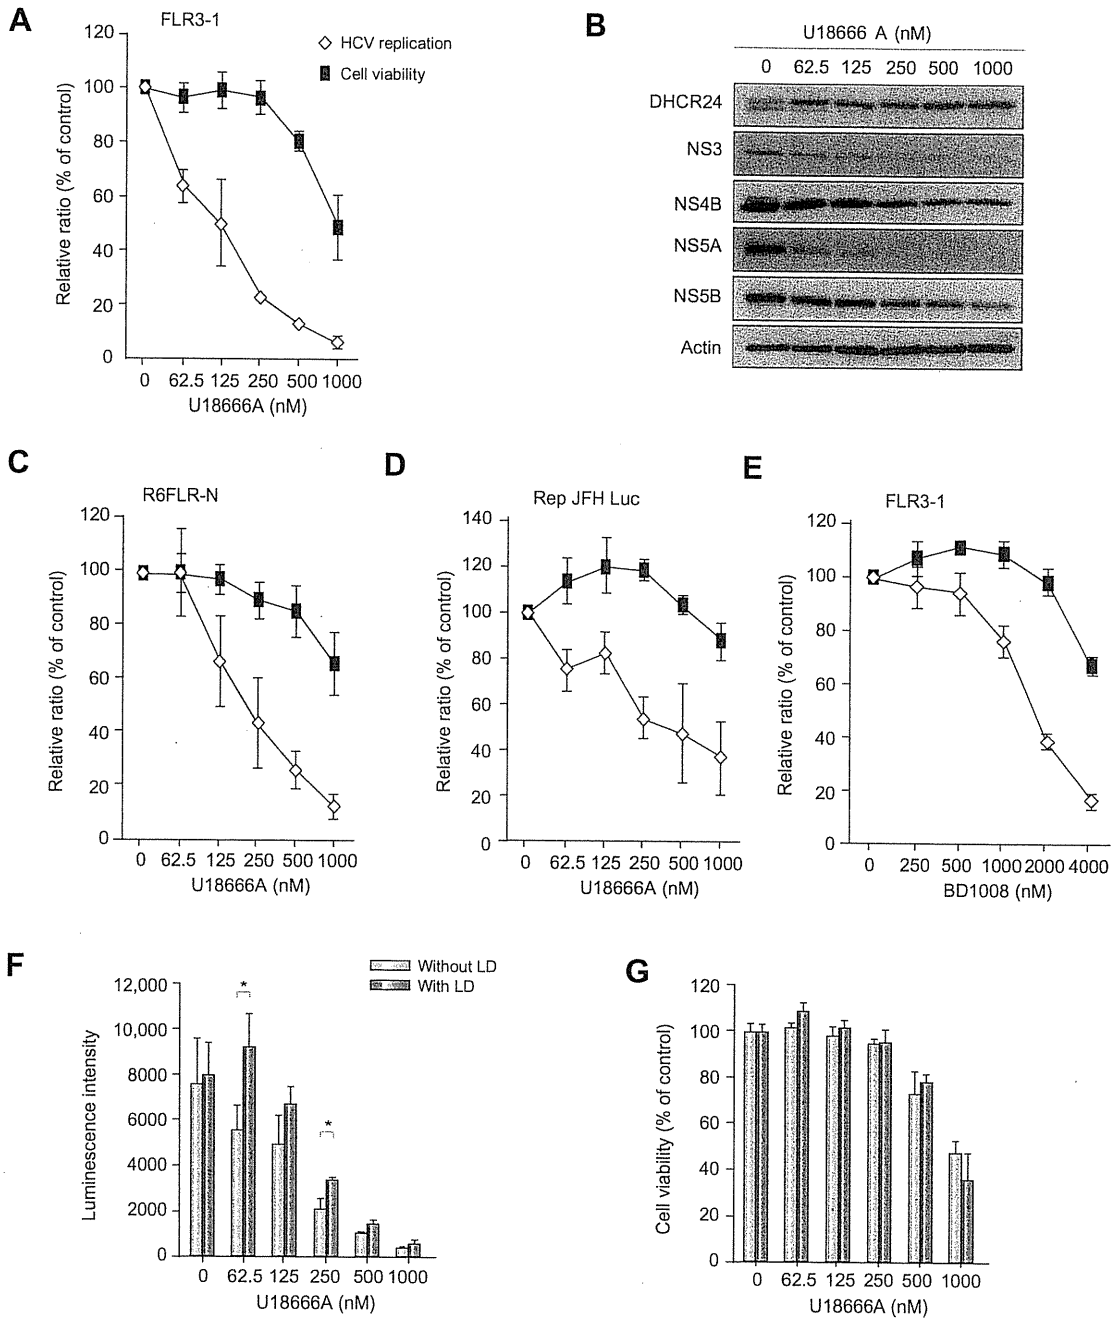 A
FLR3-1
HCV replication
Cell viability
Relative ratio (% of control)
120
100
80
60
40
20
0
0 62.5 125 250 500 1000
U18666A (nM)
B
U18666 A (nM)
0 62.5 125 250 500 1000
DHCR24
NS3
NS4B
NS5A
NS5B
Actin
C
R6FLR-N
Relative ratio (% of control)
120
100
80
60
40
20
0
0 62.5 125 250 500 1000
U18666A (nM)
D
Rep JFH Luc
Relative ratio (% of control)
140
120
100
80
60
40
20
0
0 62.5 125 250 500 1000
U18666A (nM)
E
FLR3-1
Relative ratio (% of control)
120
100
80
60
40
20
0
0 250 500 1000 2000 4000
BD1008 (nM)
F
Without LD
With LD
Luminescence intensity
12,000
10,000
8000
6000
4000
2000
0
*
*
0 62.5 125 250 500 1000
U18666A (nM)
G
Cell viability (% of control)
120
100
80
60
40
20
0
0 62.5 125 250 500 1000
U18666A (nM)